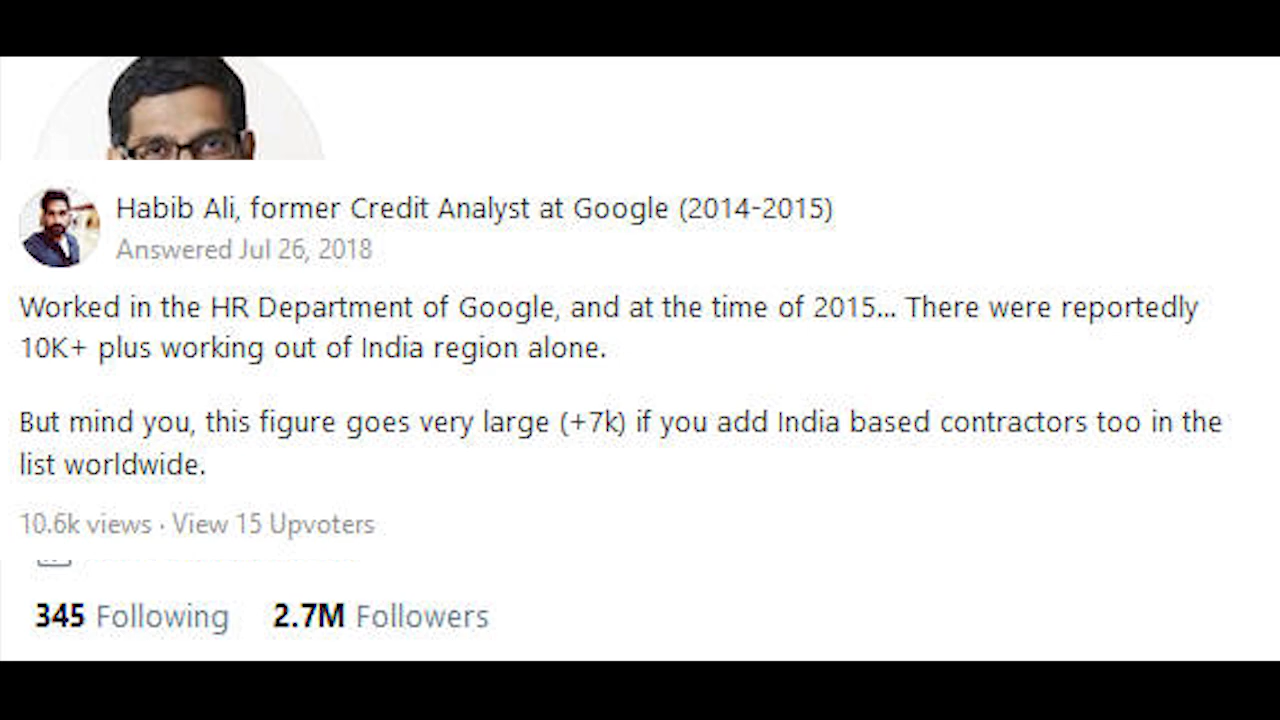 Habib Ali, former Credit Analyst at Google (2014-2015)
Answered Jul 26, 2018
Worked in the HR Department of Google, and at the time of 2015... There were reportedly
10K+ plus working out of India region alone.
But mind you, this figure goes very large (+7k) if you add India based contractors too in the
list worldwide.
10.6k views · View 15 Upvoters
345 Following 2.7M Followers